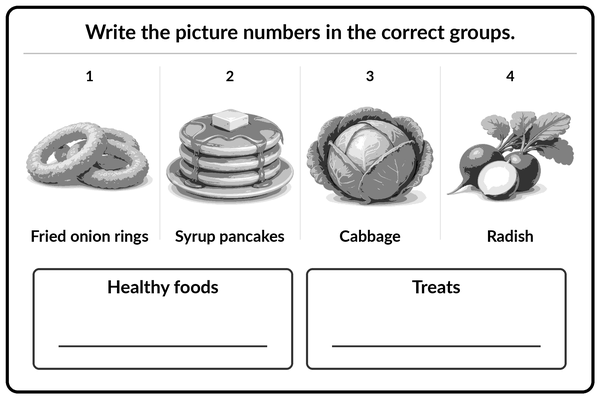 Write the picture numbers in the correct groups.
1 2 3 4
Fried onion rings Syrup pancakes Cabbage Radish
Healthy foods Treats